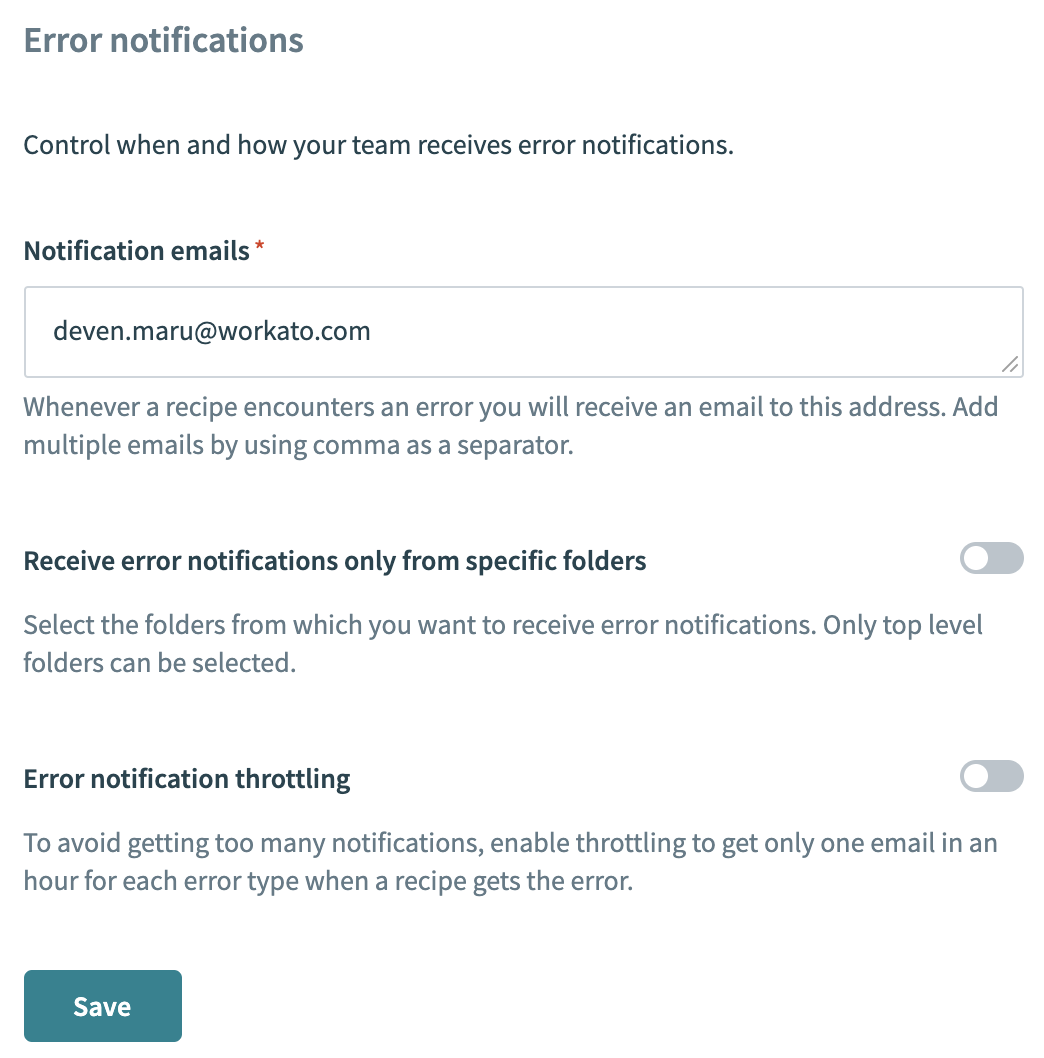 Error notifications
Control when and how your team receives error notifications.
Notification emails *
deven.maru@workato.com
Whenever a recipe encounters an error you will receive an email to this address. Add
multiple emails by using comma as a separator.
Receive error notifications only from specific folders
Select the folders from which you want to receive error notifications. Only top level
folders can be selected.
Error notification throttling
To avoid getting too many notifications, enable throttling to get only one email in an
hour for each error type when a recipe gets the error.
Save